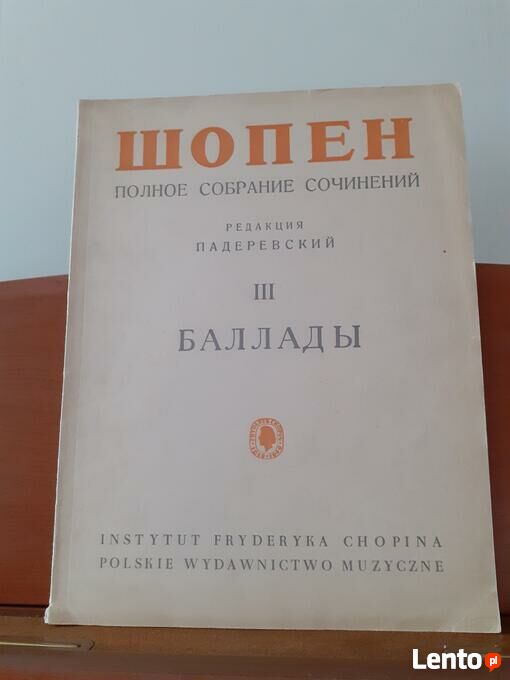 ШОПЕН
ПОЛНОЕ СОБРАНИЕ СОЧИНЕНИЙ
РЕДАКЦИЯ
ПАДЕРЕВСКИЙ
III
БАЛЛАДЫ
INSTYTUT FRYDERYKA CHOPINA
POLSKIE WYDAWNICTWO MUZYCZNE
Lento pl